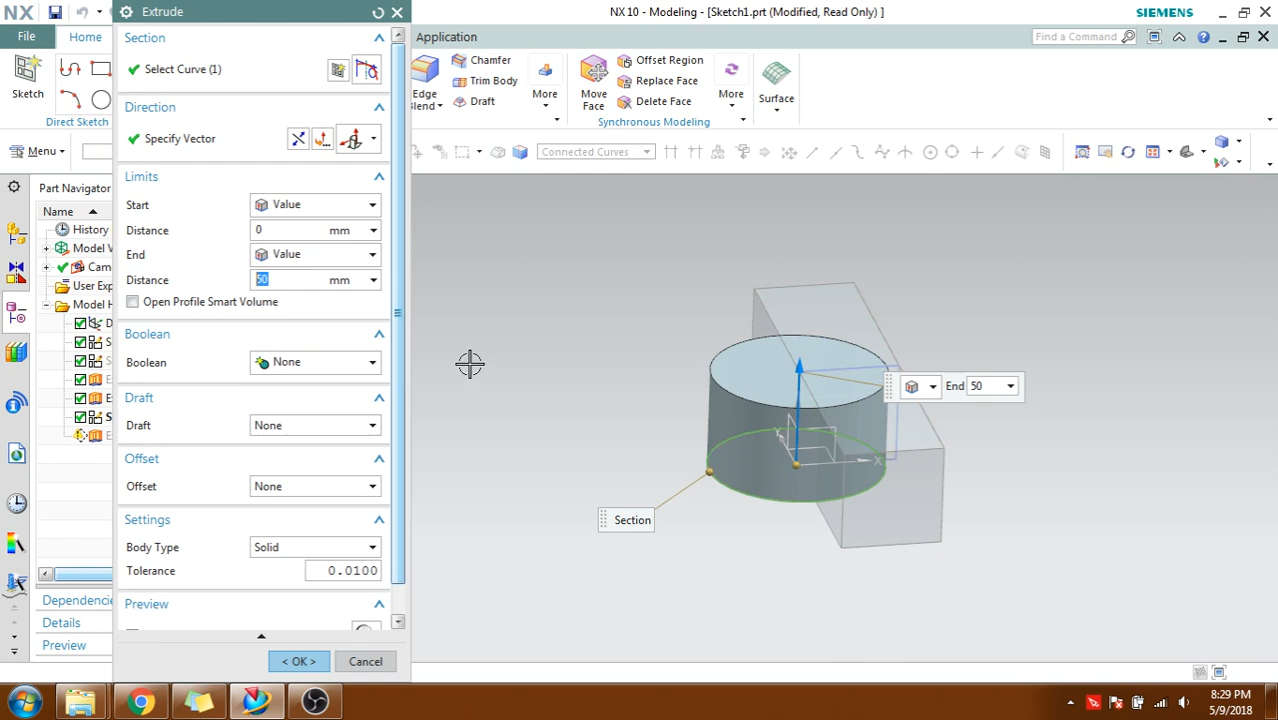 NX
NX 10 - Modeling - [Sketch1.prt (Modified, Read Only) ]
SIEMENS
File
Home
Application
Find a Command
Sketch
Direct Sketch
Edge
Blend
Chamfer
Trim Body
Draft
More
Move
Face
Offset Region
Replace Face
Delete Face
More
Surface
Synchronous Modeling
Menu
Connected Curves
Part Navigator
Name
History
Model V
Cam
User Exp
Model H
D
S
S
E
E
S
E
Dependencie
Details
Preview
Extrude
Section
Select Curve (1)
Direction
Specify Vector
Limits
Start
Value
Distance
0
mm
End
Value
Distance
50
mm
Open Profile Smart Volume
Boolean
Boolean
None
Draft
Draft
None
Offset
Offset
None
Settings
Body Type
Solid
Tolerance
0.0100
Preview
< OK >
Cancel
End 50
Y
X
Section
8:29 PM
5/9/2018